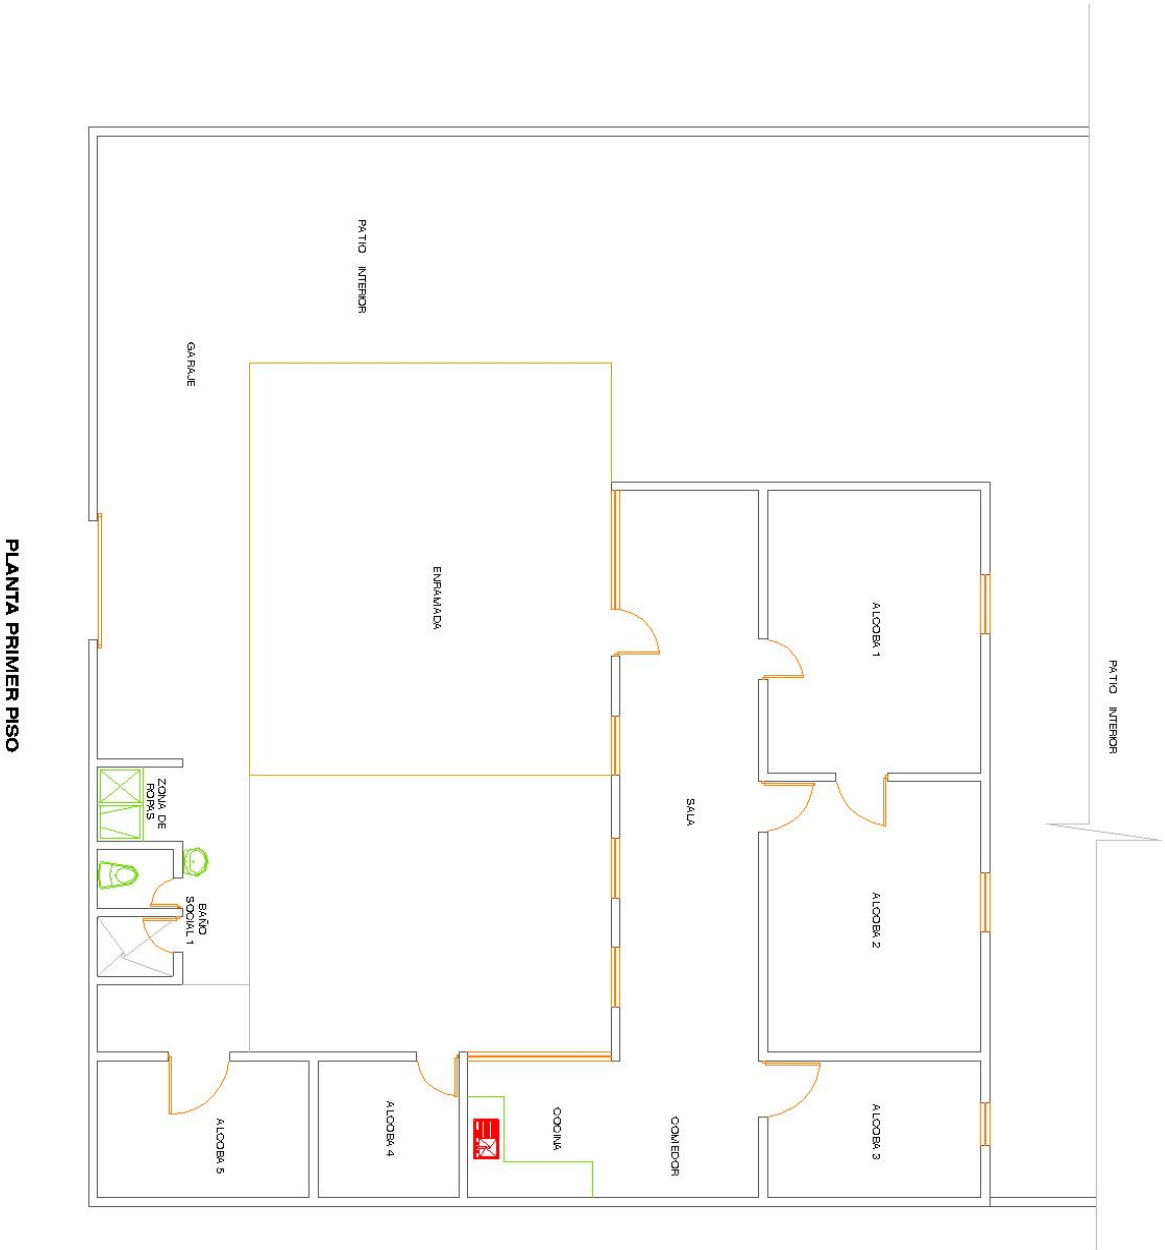 PATIO INTERIOR
ALCOBA 1
ALCOBA 2
ALCOBA 3
SALA
COMEDOR
COCINA
ENRAMADA
ALCOBA 4
PATIO INTERIOR
GARAJE
BAÑO
SOCIAL 1
ALCOBA 5
ZONA DE
ROPAS
PLANTA PRIMER PISO